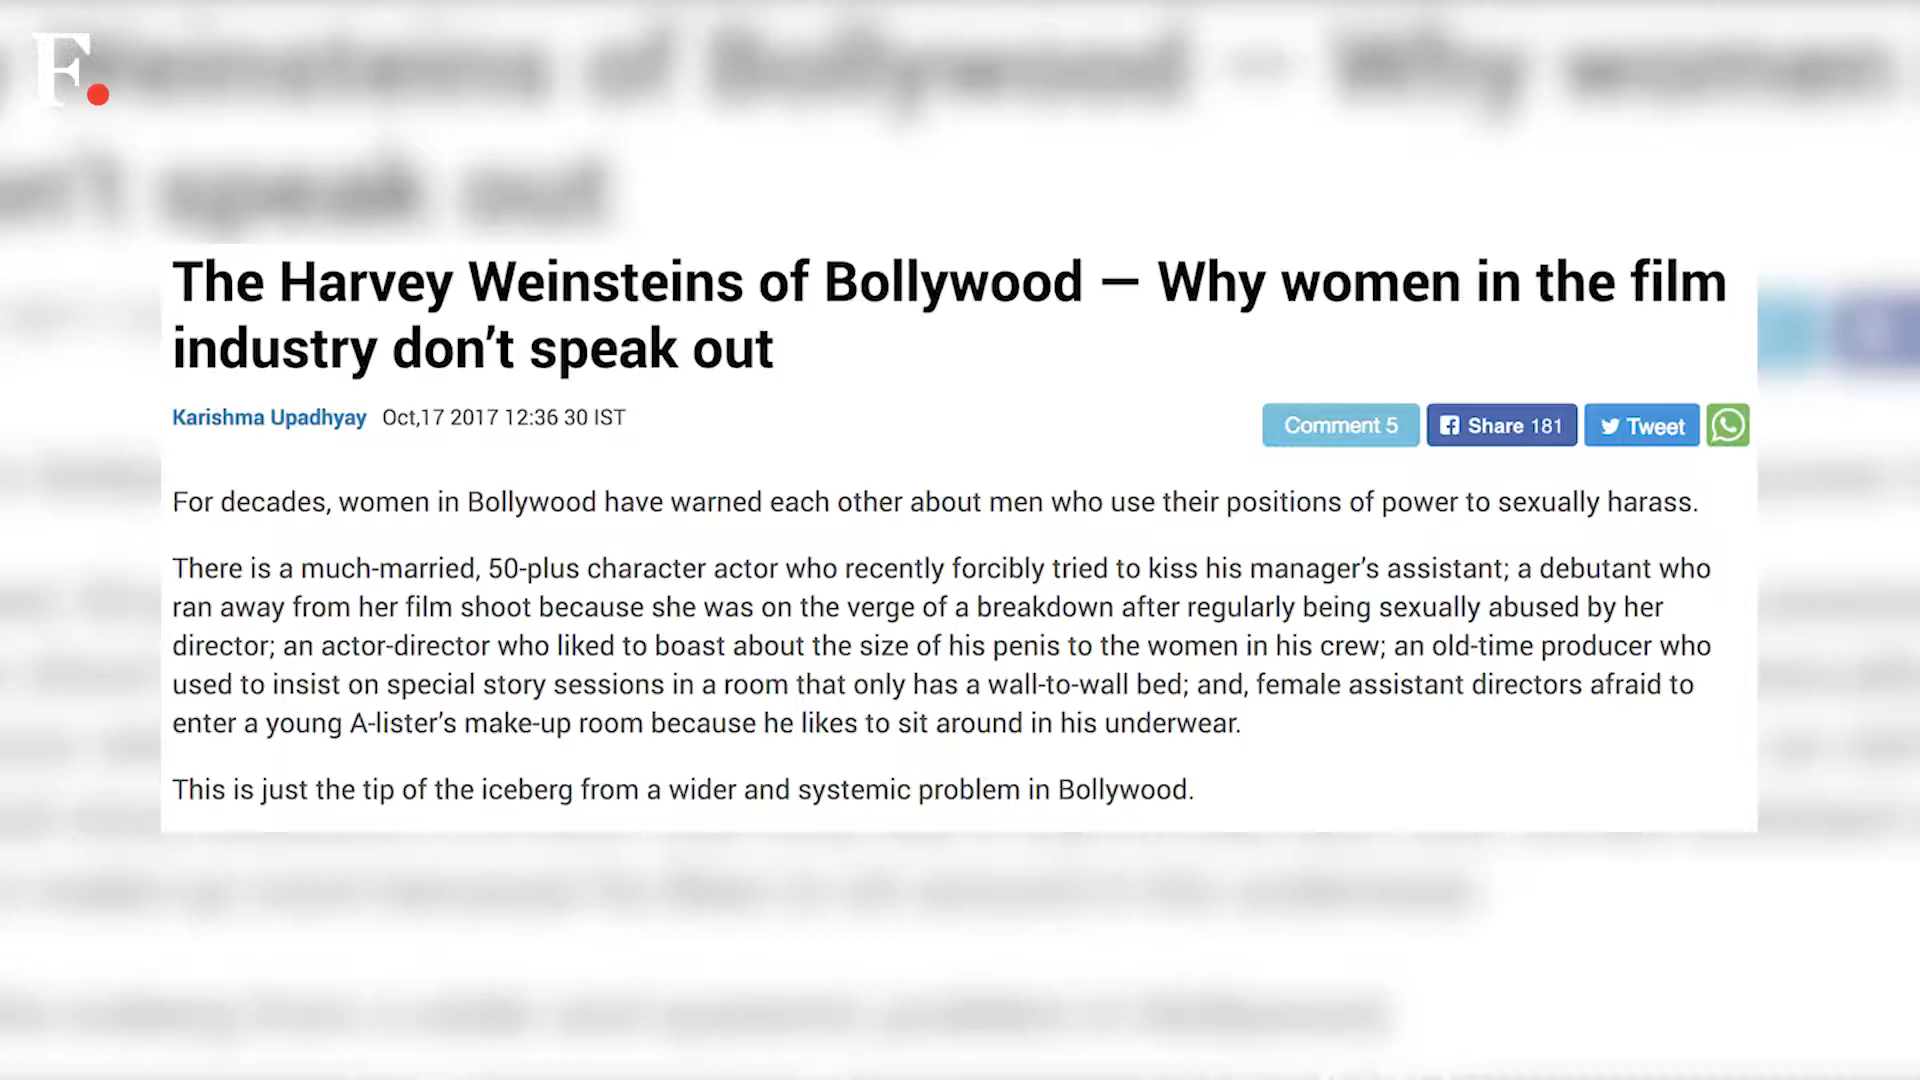 F.
The Harvey Weinsteins of Bollywood — Why women in the film
industry don’t speak out
Karishma Upadhyay Oct,17 2017 12:36 30 IST
Comment 5 Share 181 Tweet
For decades, women in Bollywood have warned each other about men who use their positions of power to sexually harass.
There is a much-married, 50-plus character actor who recently forcibly tried to kiss his manager’s assistant; a debutant who
ran away from her film shoot because she was on the verge of a breakdown after regularly being sexually abused by her
director; an actor-director who liked to boast about the size of his penis to the women in his crew; an old-time producer who
used to insist on special story sessions in a room that only has a wall-to-wall bed; and, female assistant directors afraid to
enter a young A-lister’s make-up room because he likes to sit around in his underwear.
This is just the tip of the iceberg from a wider and systemic problem in Bollywood.